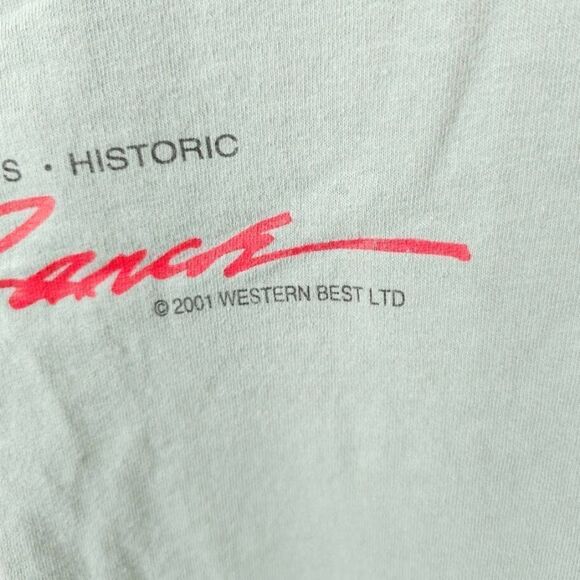 S • HISTORIC
Ranch
© 2001 WESTERN BEST LTD